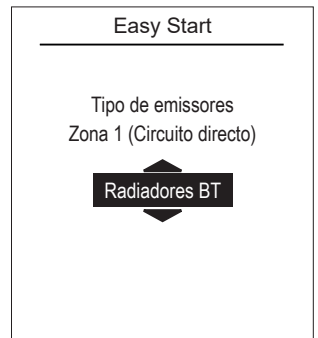 Easy Start
Tipo de emissores
Zona 1 (Circuito directo)
Radiadores BT